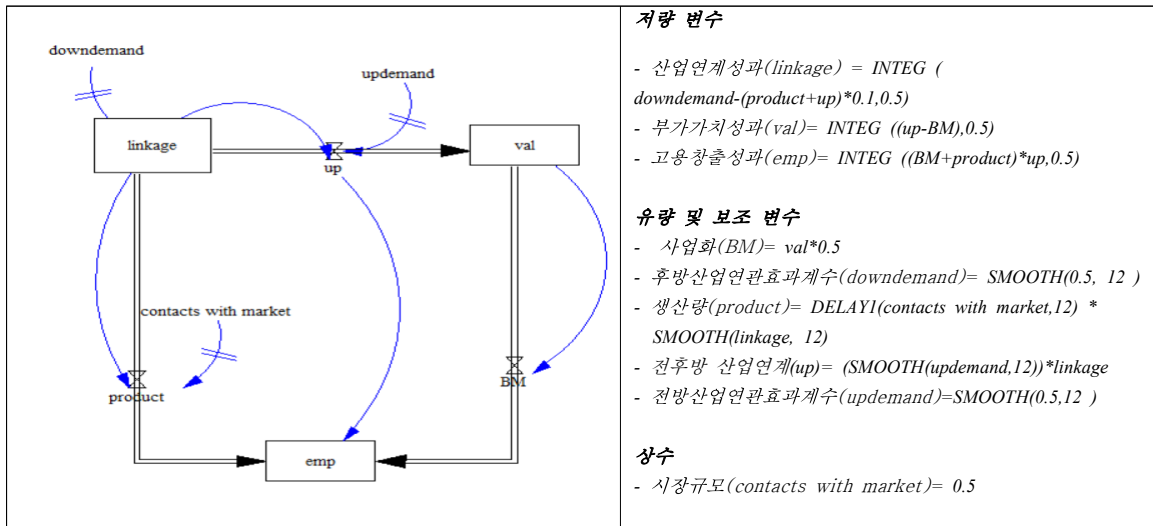 downdemand
updemand
linkage
val
up
contacts with market
product
BM
emp
저량 변수
- 산업연계성과(linkage) = INTEG (
downdemand-(product+up)*0.1,0.5)
- 부가가치성과(val)= INTEG ((up-BM),0.5)
- 고용창출성과(emp)= INTEG ((BM+product)*up,0.5)
유량 및 보조 변수
- 사업화(BM)= val*0.5
- 후방산업연관효과계수(downdemand)= SMOOTH(0.5, 12 )
- 생산량(product)= DELAY1(contacts with market,12) *
SMOOTH(linkage, 12)
- 전후방 산업연계(up)= (SMOOTH(updemand,12))*linkage
- 전방산업연관효과계수(updemand)=SMOOTH(0.5,12 )
상수
- 시장규모(contacts with market)= 0.5